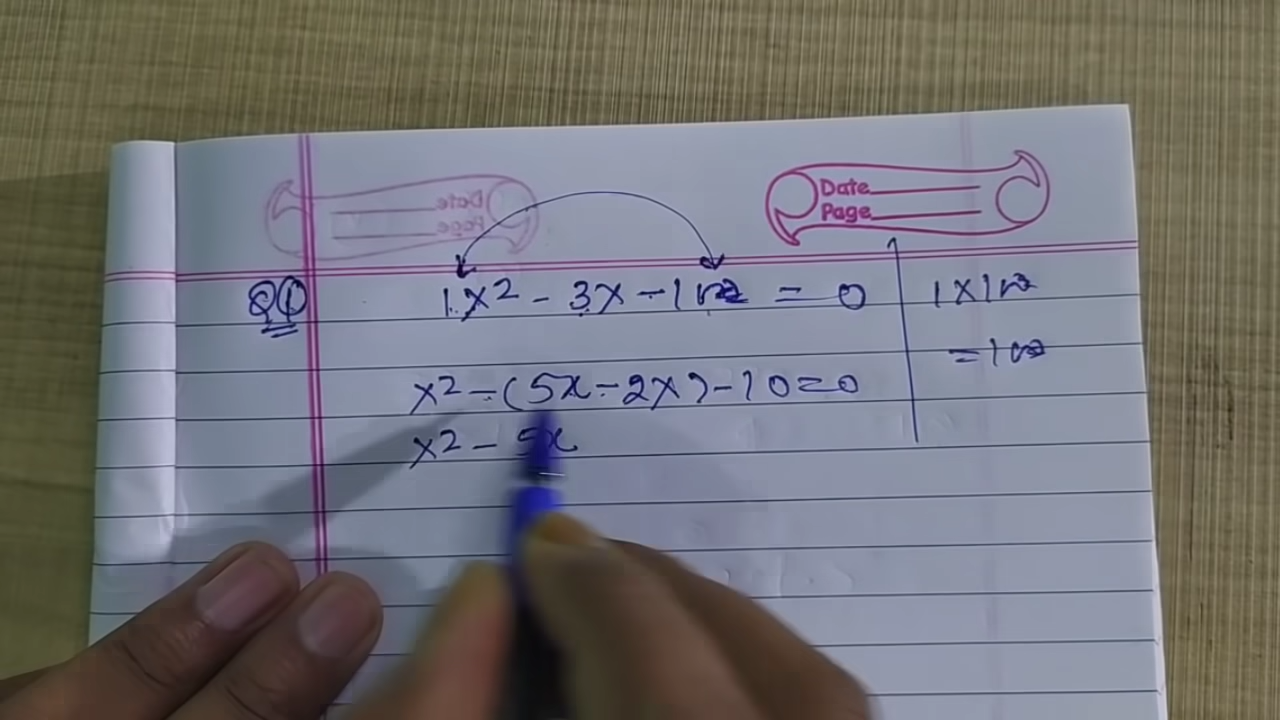 Date
Page
Date
Page
Q1 1.x² - 3x - 10 = 0
1 x 10
= 10
x² - (5x - 2x) - 10 = 0
x² - 5x